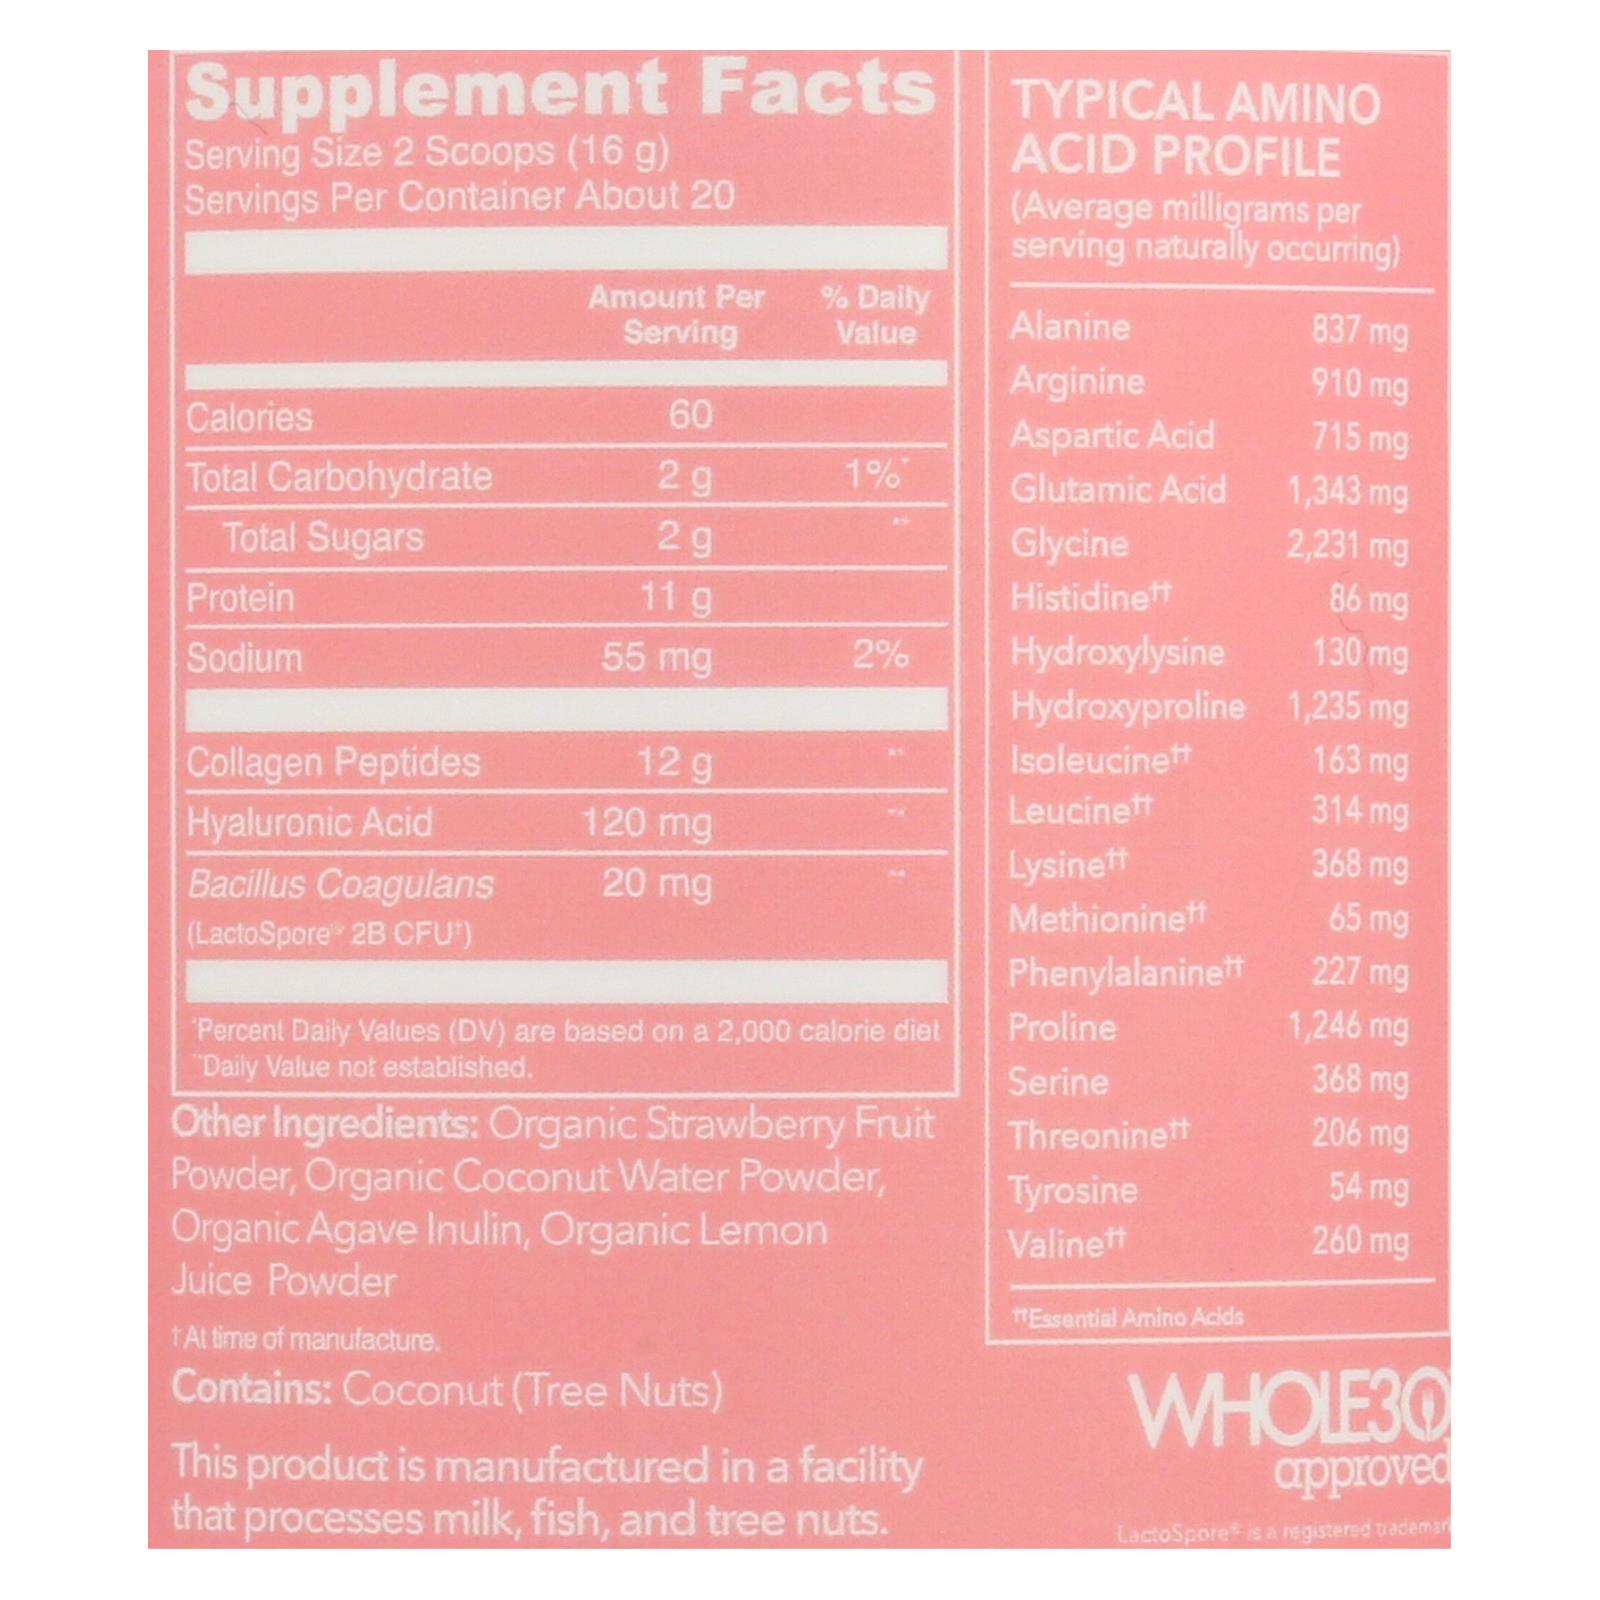 Supplement Facts
Serving Size 2 Scoops (16 g)
Servings Per Container About 20
Amount Per Serving % Daily Value
Calories 60
Total Carbohydrate 2 g 1%*
Total Sugars 2 g **
Protein 11 g
Sodium 55 mg 2%
Collagen Peptides 12 g **
Hyaluronic Acid 120 mg **
Bacillus Coagulans 20 mg **
(LactoSpore® 2B CFU†)
*Percent Daily Values (DV) are based on a 2,000 calorie diet
**Daily Value not established.
Other Ingredients: Organic Strawberry Fruit
Powder, Organic Coconut Water Powder,
Organic Agave Inulin, Organic Lemon
Juice Powder
†At time of manufacture.
Contains: Coconut (Tree Nuts)
This product is manufactured in a facility
that processes milk, fish, and tree nuts.
TYPICAL AMINO
ACID PROFILE
(Average milligrams per
serving naturally occurring)
Alanine 837 mg
Arginine 910 mg
Aspartic Acid 715 mg
Glutamic Acid 1,343 mg
Glycine 2,231 mg
Histidine†† 86 mg
Hydroxylysine 130 mg
Hydroxyproline 1,235 mg
Isoleucine†† 163 mg
Leucine†† 314 mg
Lysine†† 368 mg
Methionine†† 65 mg
Phenylalanine†† 227 mg
Proline 1,246 mg
Serine 368 mg
Threonine†† 206 mg
Tyrosine 54 mg
Valine†† 260 mg
††Essential Amino Acids
WHOLE30
approved
LactoSpore® is a registered trademar